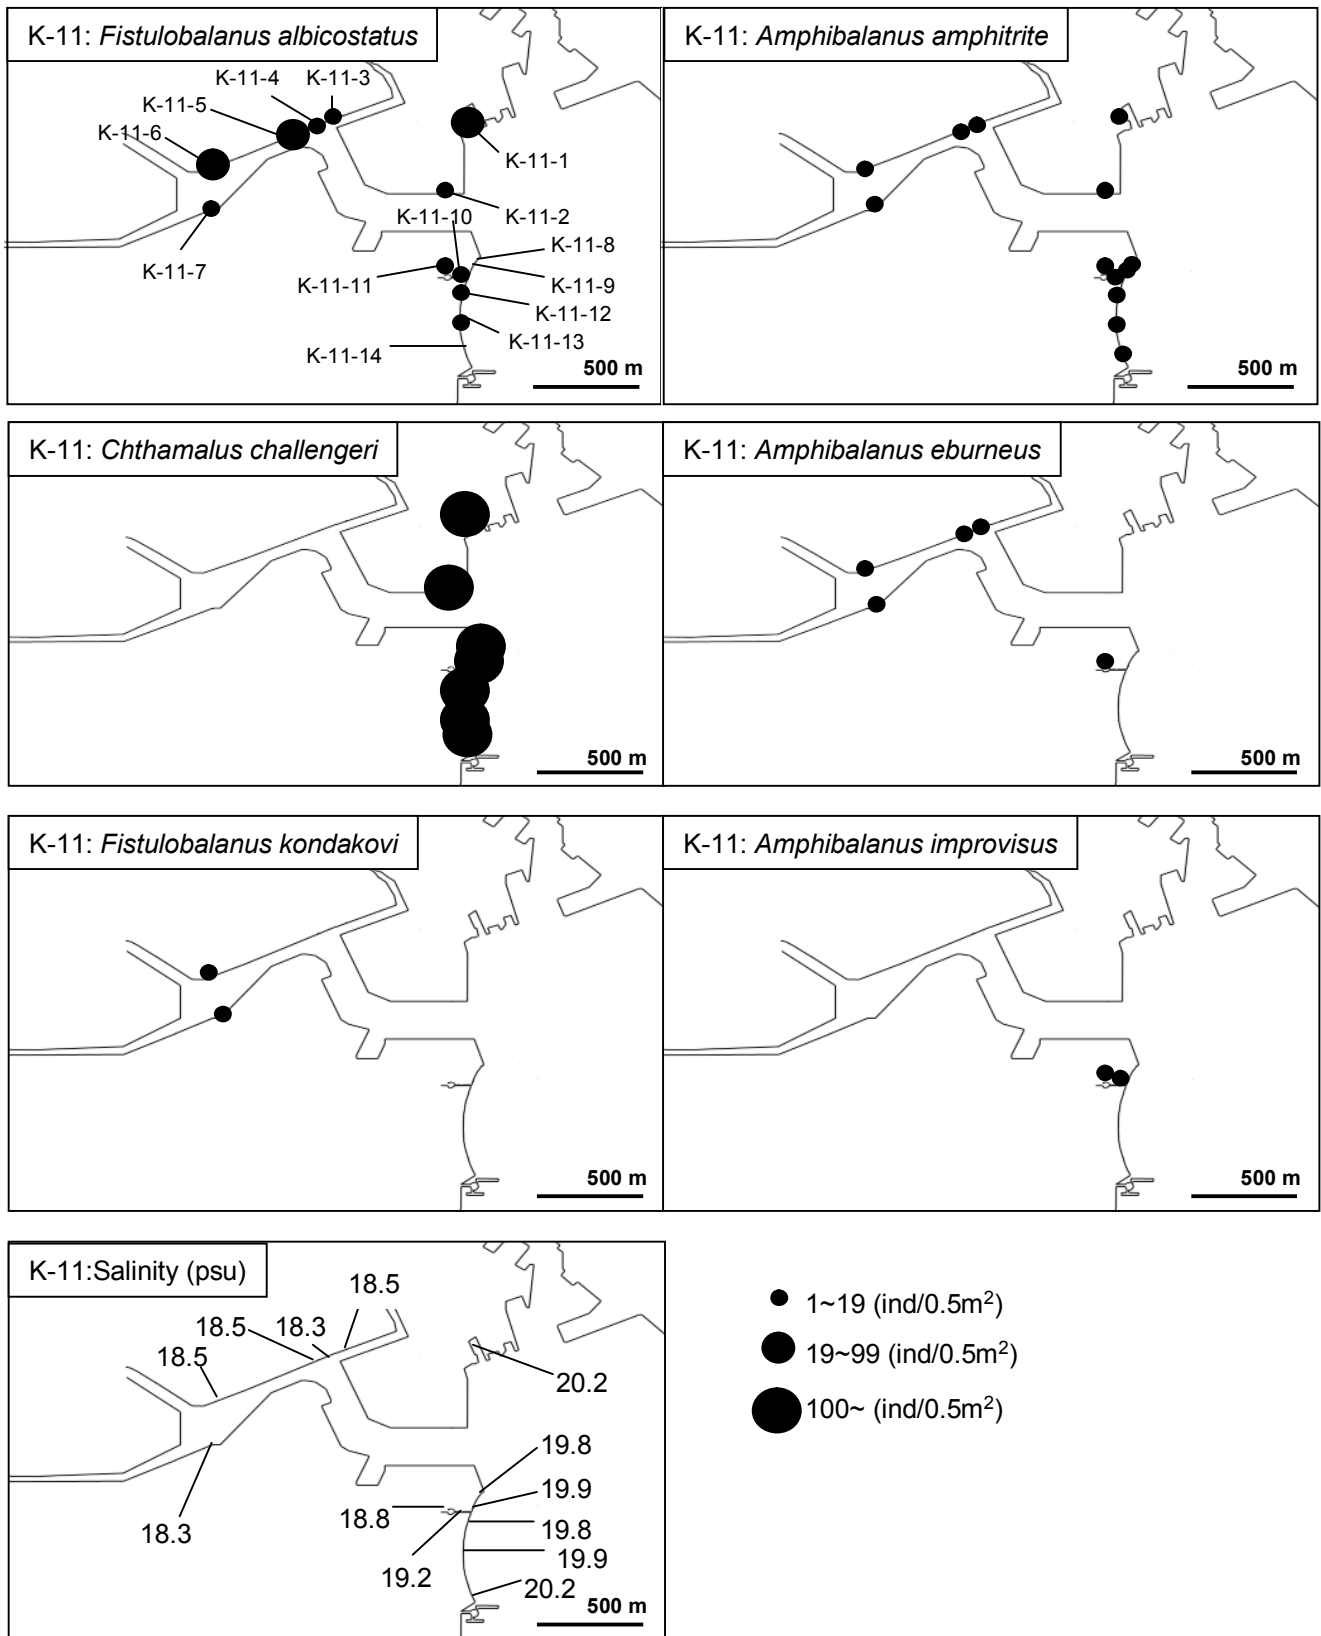 K-11: Fistulobalanus albicostatus
K-11-4
K-11-3
K-11-5
K-11-6
K-11-1
K-11-10
K-11-2
K-11-8
K-11-7
K-11-11
K-11-9
K-11-12
K-11-13
K-11-14
500 m
K-11: Amphibalanus amphitrite
500 m
K-11: Chthamalus challengeri
500 m
K-11: Amphibalanus eburneus
500 m
K-11: Fistulobalanus kondakovi
500 m
K-11: Amphibalanus improvisus
500 m
K-11:Salinity (psu)
18.5
18.5
18.3
18.5
20.2
19.8
19.9
18.8
19.8
18.3
19.9
19.2
20.2
500 m
1~19 (ind/0.5m²)
19~99 (ind/0.5m²)
100~ (ind/0.5m²)